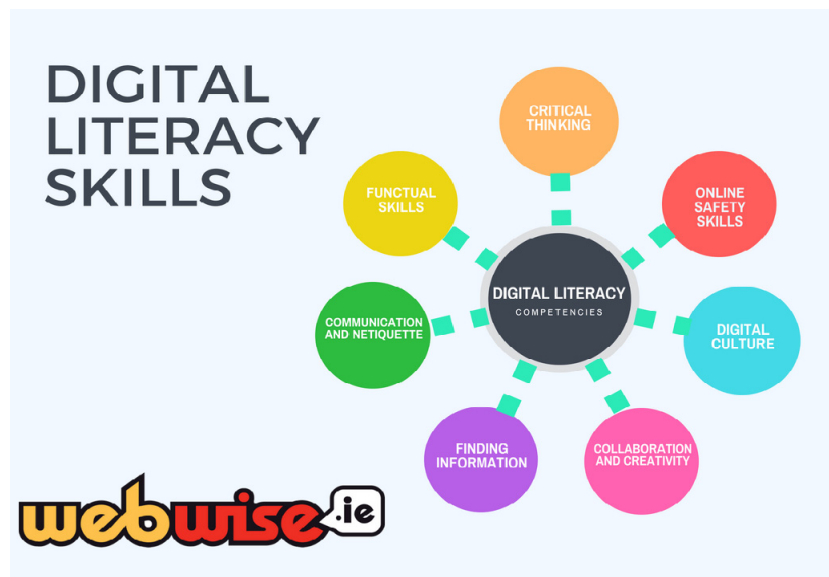 DIGITAL
LITERACY
SKILLS
CRITICAL
THINKING
FUNCTUAL
SKILLS
ONLINE
SAFETY
SKILLS
DIGITAL LITERACY
COMPETENCIES
COMMUNICATION
AND NETIQUETTE
DIGITAL
CULTURE
FINDING
INFORMATION
COLLABORATION
AND CREATIVITY
webwise.ie